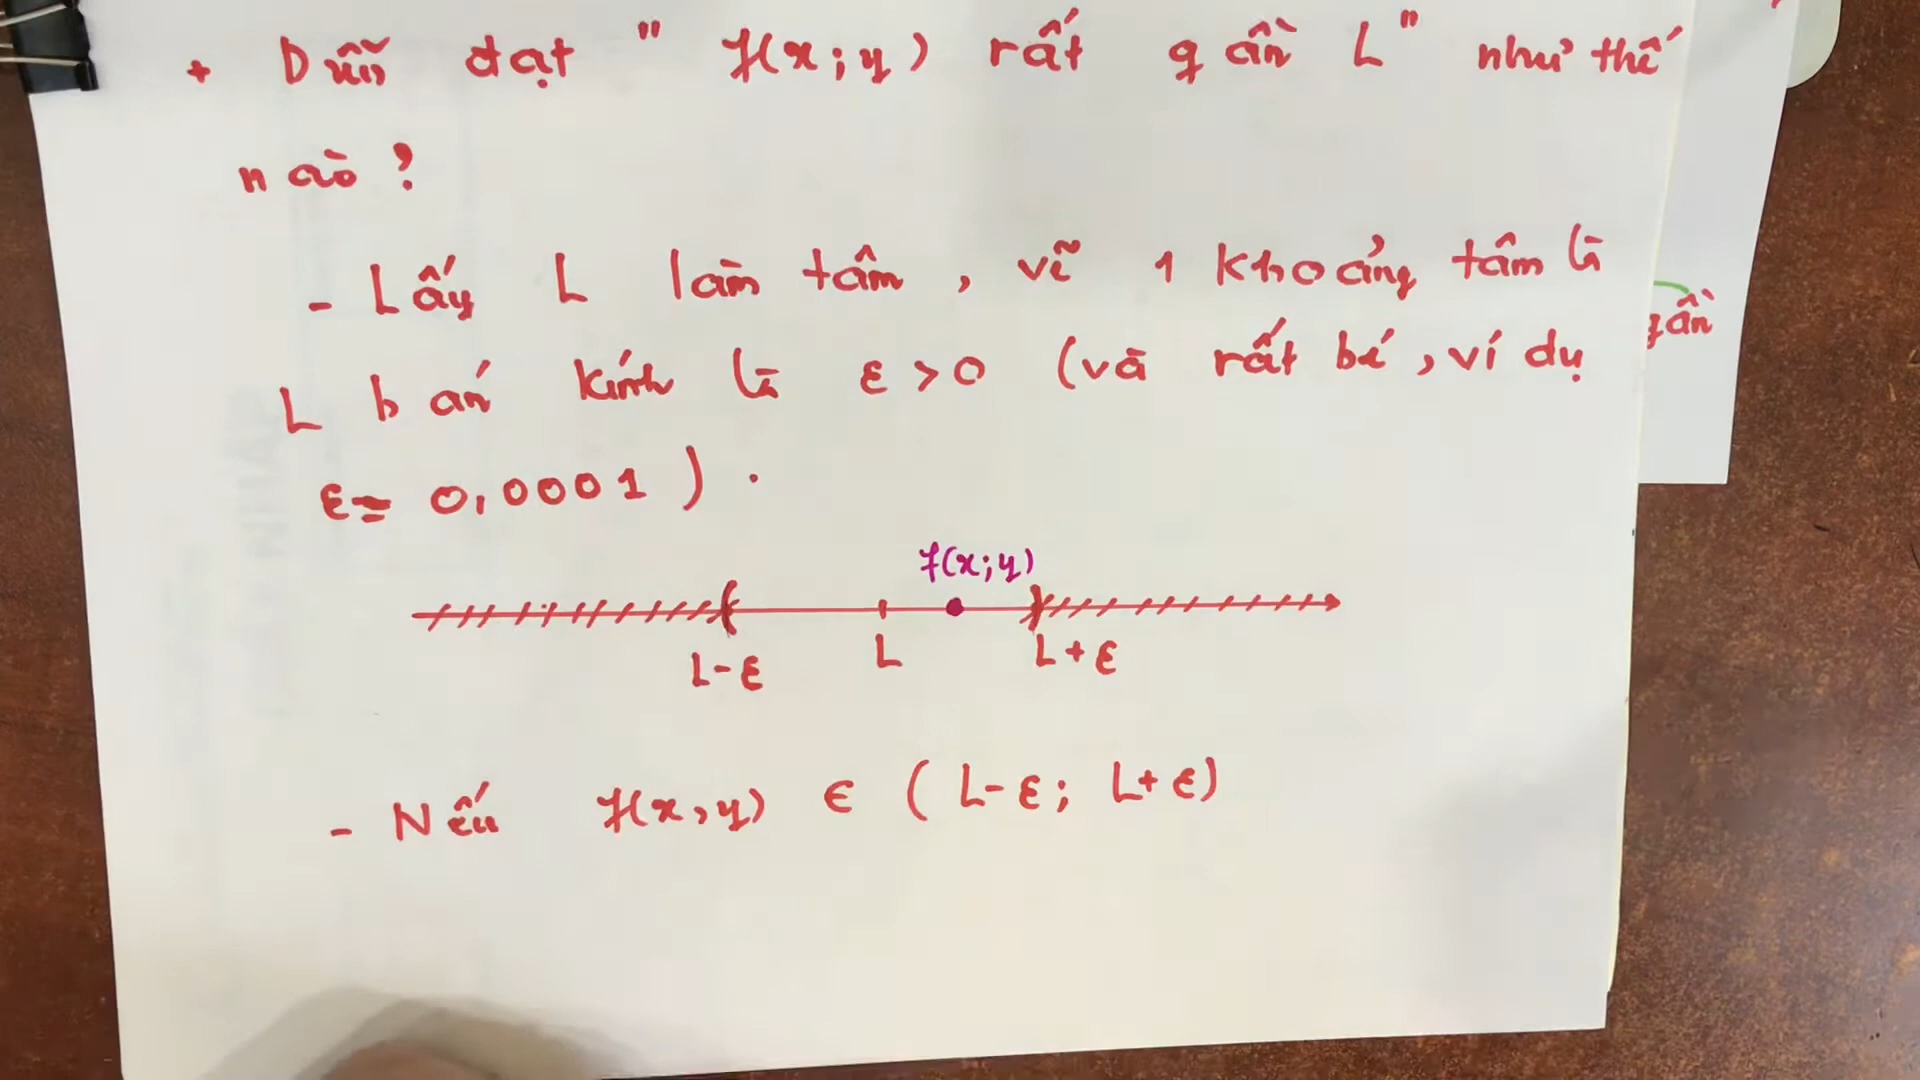 + Diễn đạt " f(x;y) rất gần L" như thế
nào?
- Lấy L làm tâm, vẽ 1 khoảng tâm là
gần
L bán kính là ε > 0 (và rất bé, ví dụ
ε = 0,0001).
f(x;y)
L-ε L L+ε
- Nếu f(x,y) ∈ (L-ε; L+ε)